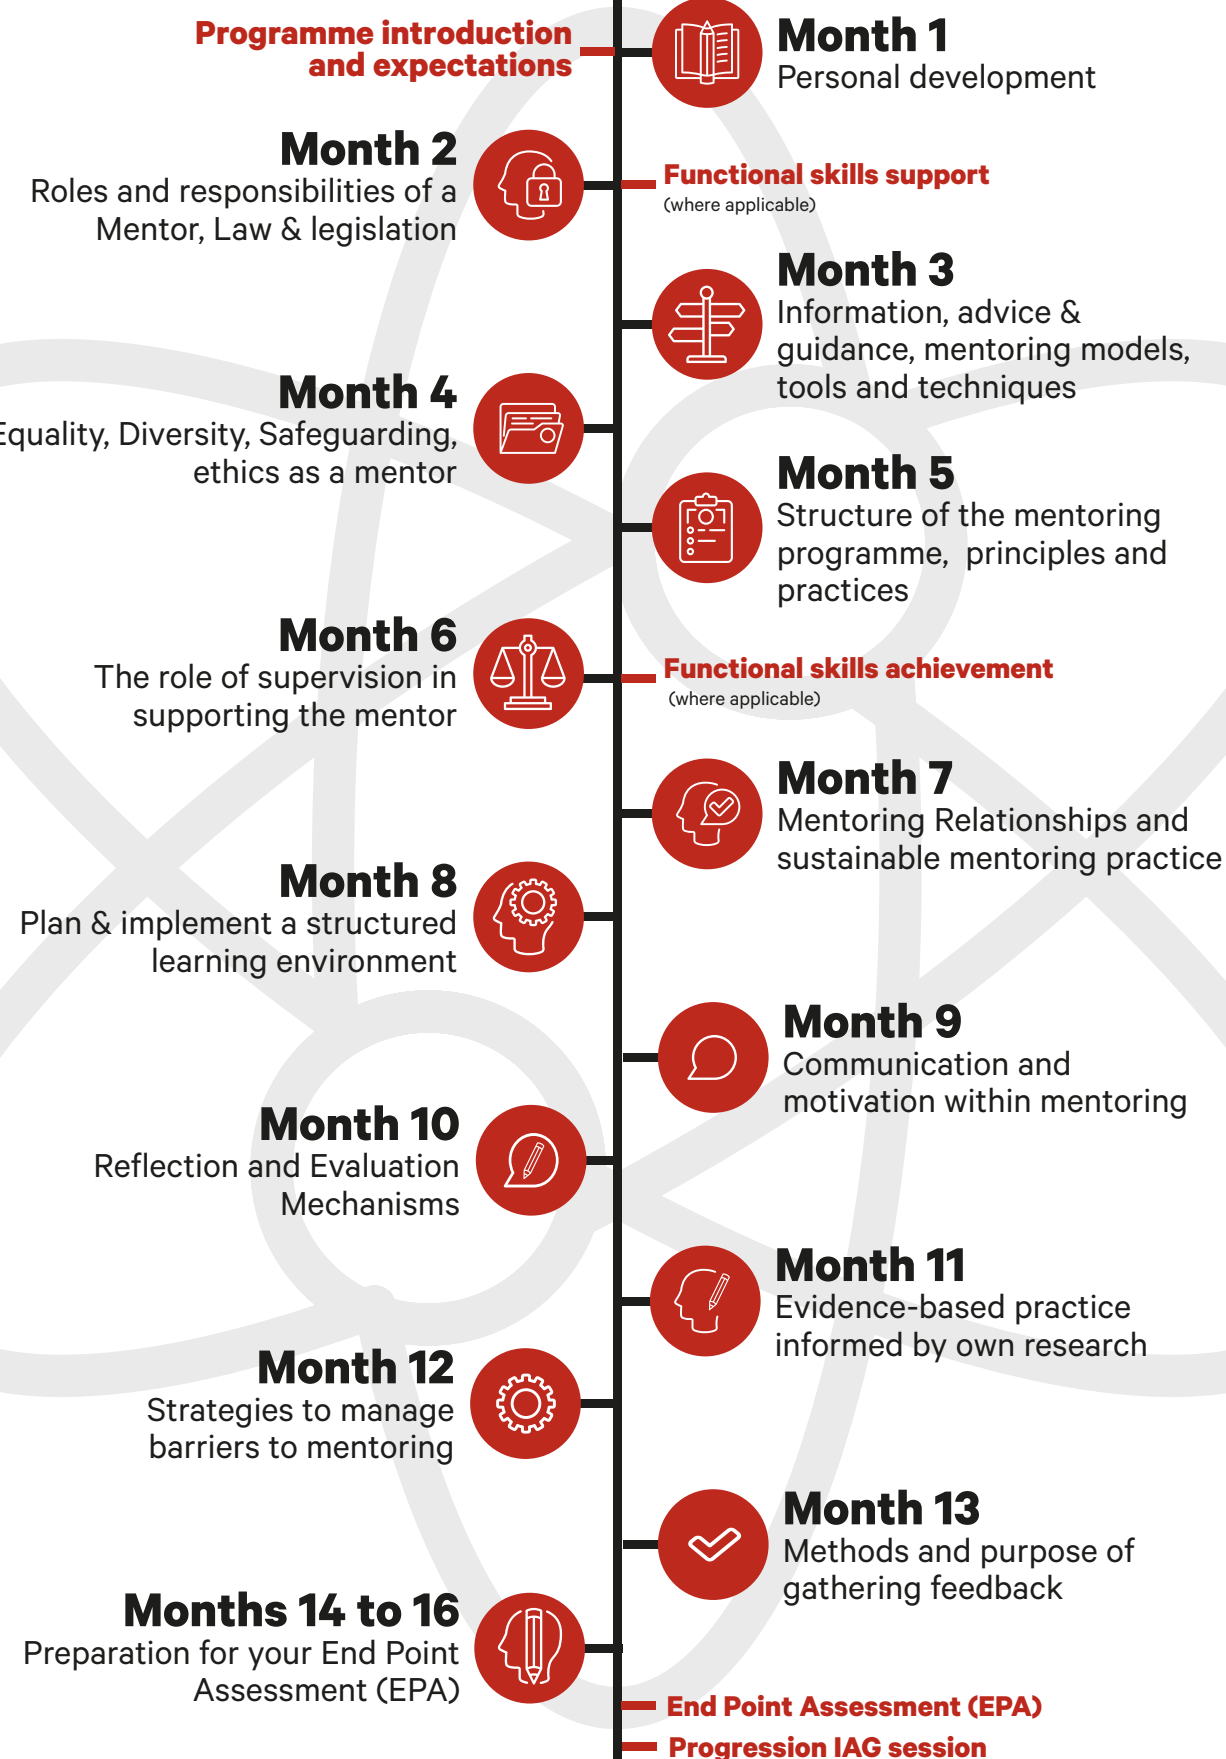 Programme introduction
and expectations
Month 1
Personal development
Month 2
Roles and responsibilities of a
Mentor, Law & legislation
Functional skills support
(where applicable)
Month 3
Information, advice &
guidance, mentoring models,
tools and techniques
Month 4
Equality, Diversity, Safeguarding,
ethics as a mentor
Month 5
Structure of the mentoring
programme, principles and
practices
Month 6
The role of supervision in
supporting the mentor
Functional skills achievement
(where applicable)
Month 7
Mentoring Relationships and
sustainable mentoring practice
Month 8
Plan & implement a structured
learning environment
Month 9
Communication and
motivation within mentoring
Month 10
Reflection and Evaluation
Mechanisms
Month 11
Evidence-based practice
informed by own research
Month 12
Strategies to manage
barriers to mentoring
Month 13
Methods and purpose of
gathering feedback
Months 14 to 16
Preparation for your End Point
Assessment (EPA)
End Point Assessment (EPA)
Progression IAG session